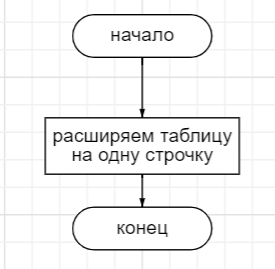 начало
расширяем таблицу
на одну строчку
конец